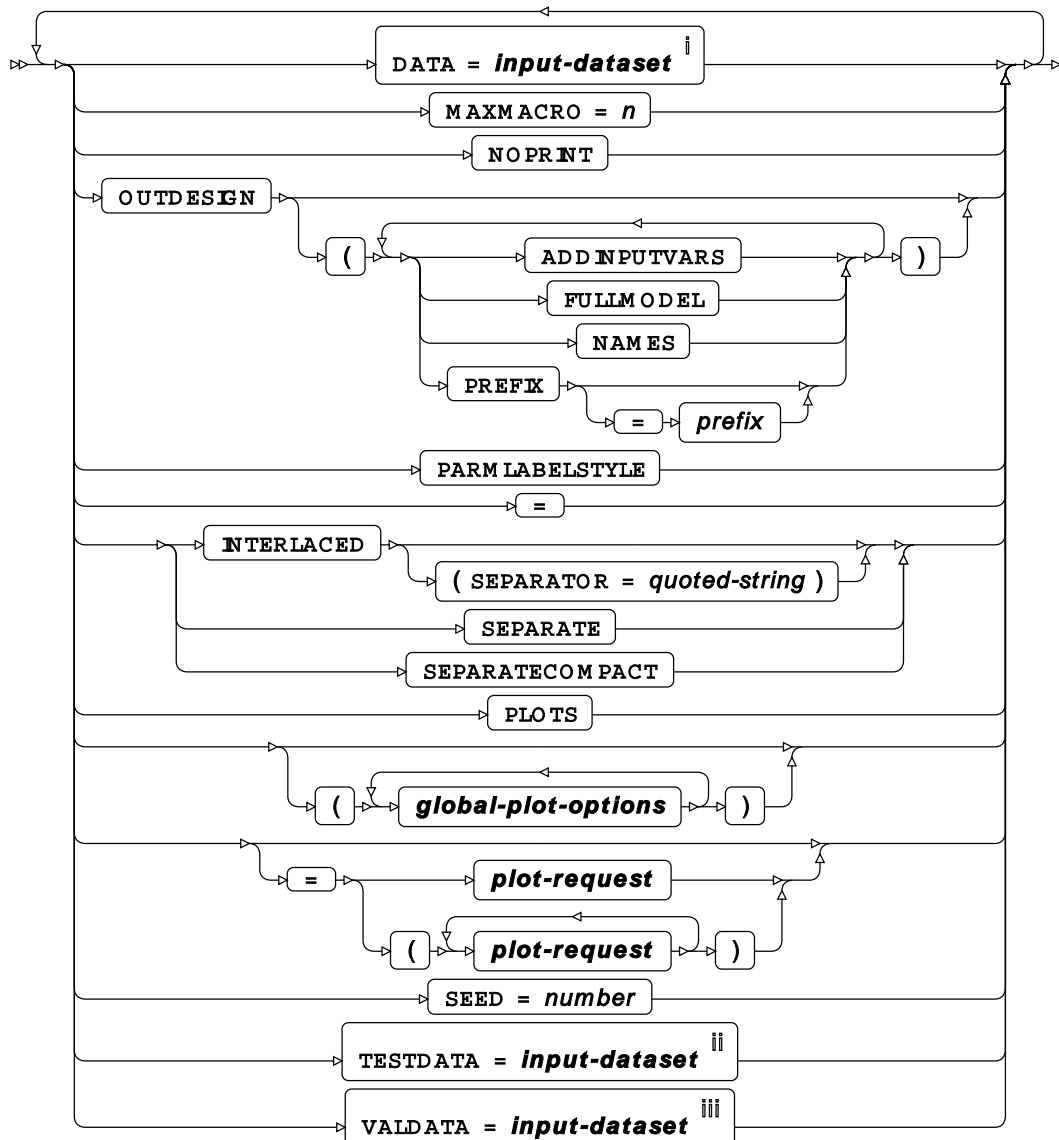 DATA = input-dataset i
MAXMACRO = n
NOPRINT
OUTDESIGN
( ADDINPUTVARS )
FULLMODEL
NAMES
PREFIX
= prefix
PARMLABELSTYLE
=
INTERLACED
( SEPARATOR = quoted-string )
SEPARATE
SEPARATECOMPACT
PLOTS
( global-plot-options )
= plot-request
( plot-request )
SEED = number
TESTDATA = input-dataset ii
VALDATA = input-dataset iii